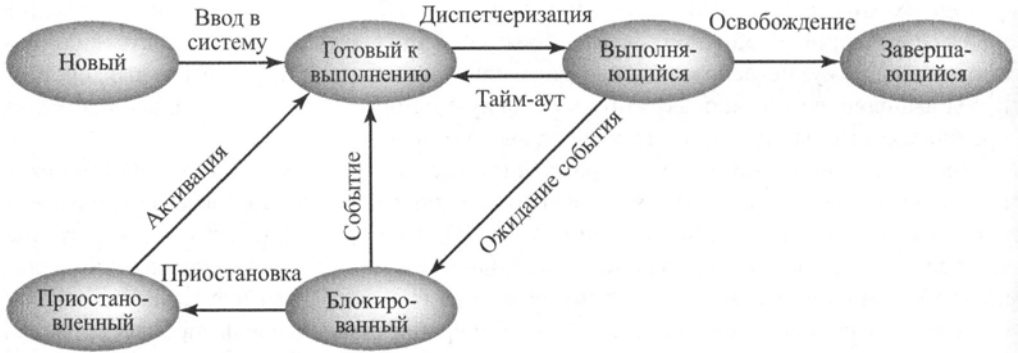 Диспетчеризация
Ввод в
систему
Освобождение
Новый
Готовый к
выполнению
Выполня-
ющийся
Заверша-
ющийся
Тайм-аут
Активация
Событие
Ожидание события
Приостановка
Приостано-
вленный
Блокиро-
ванный